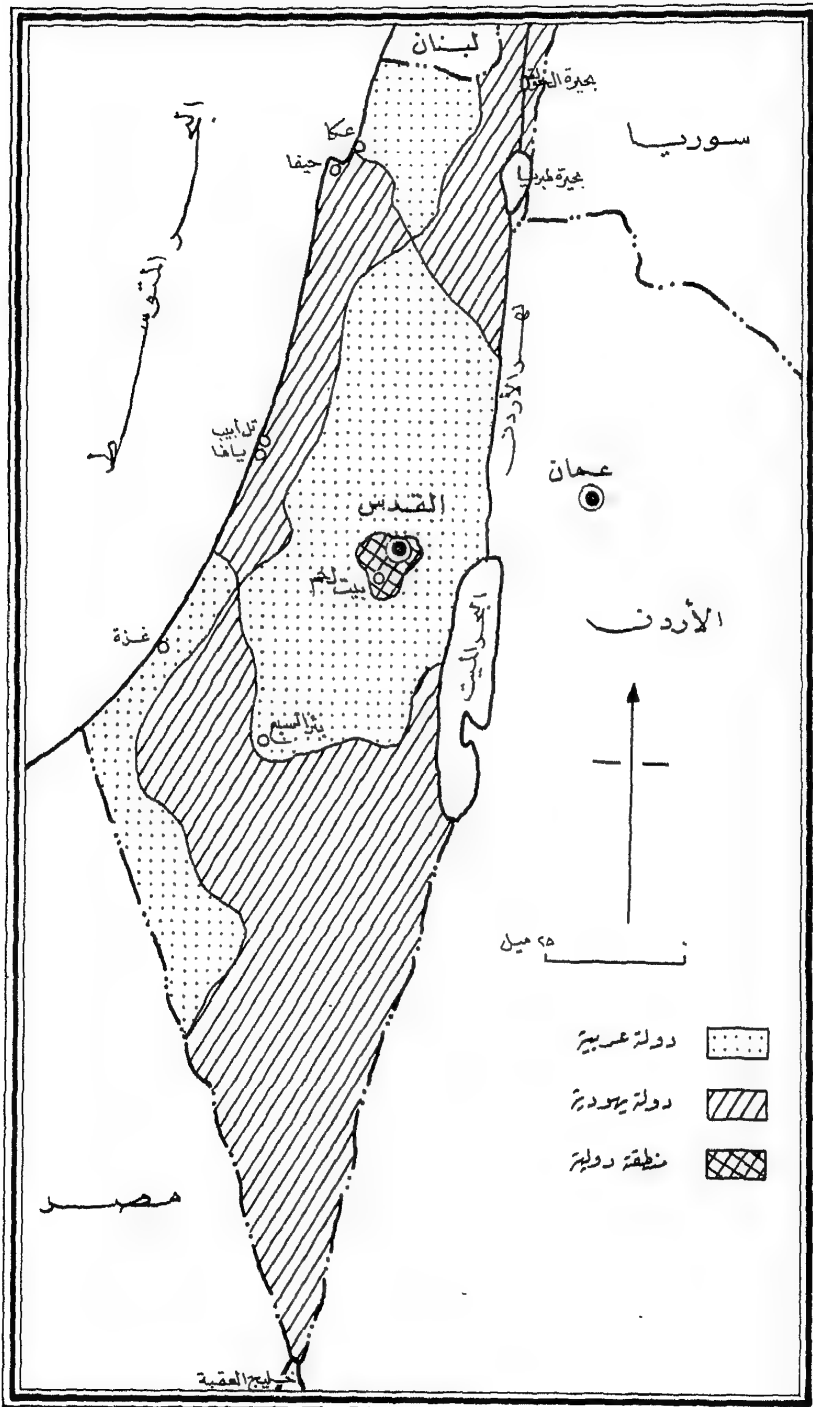 لبنان
بحيرة الحولة
سوريا
عكا
حيفا
بحيرة طبريا
البحر المتوسط
نهر الأردن
تل أبيب
يافا
عمان
القدس
بيت لحم
البحر الميت
الأردن
غزة
بئر السبع
٢٥ ميل
دولة عربية
دولة يهودية
منطقة دولية
مصر
خليج العقبة